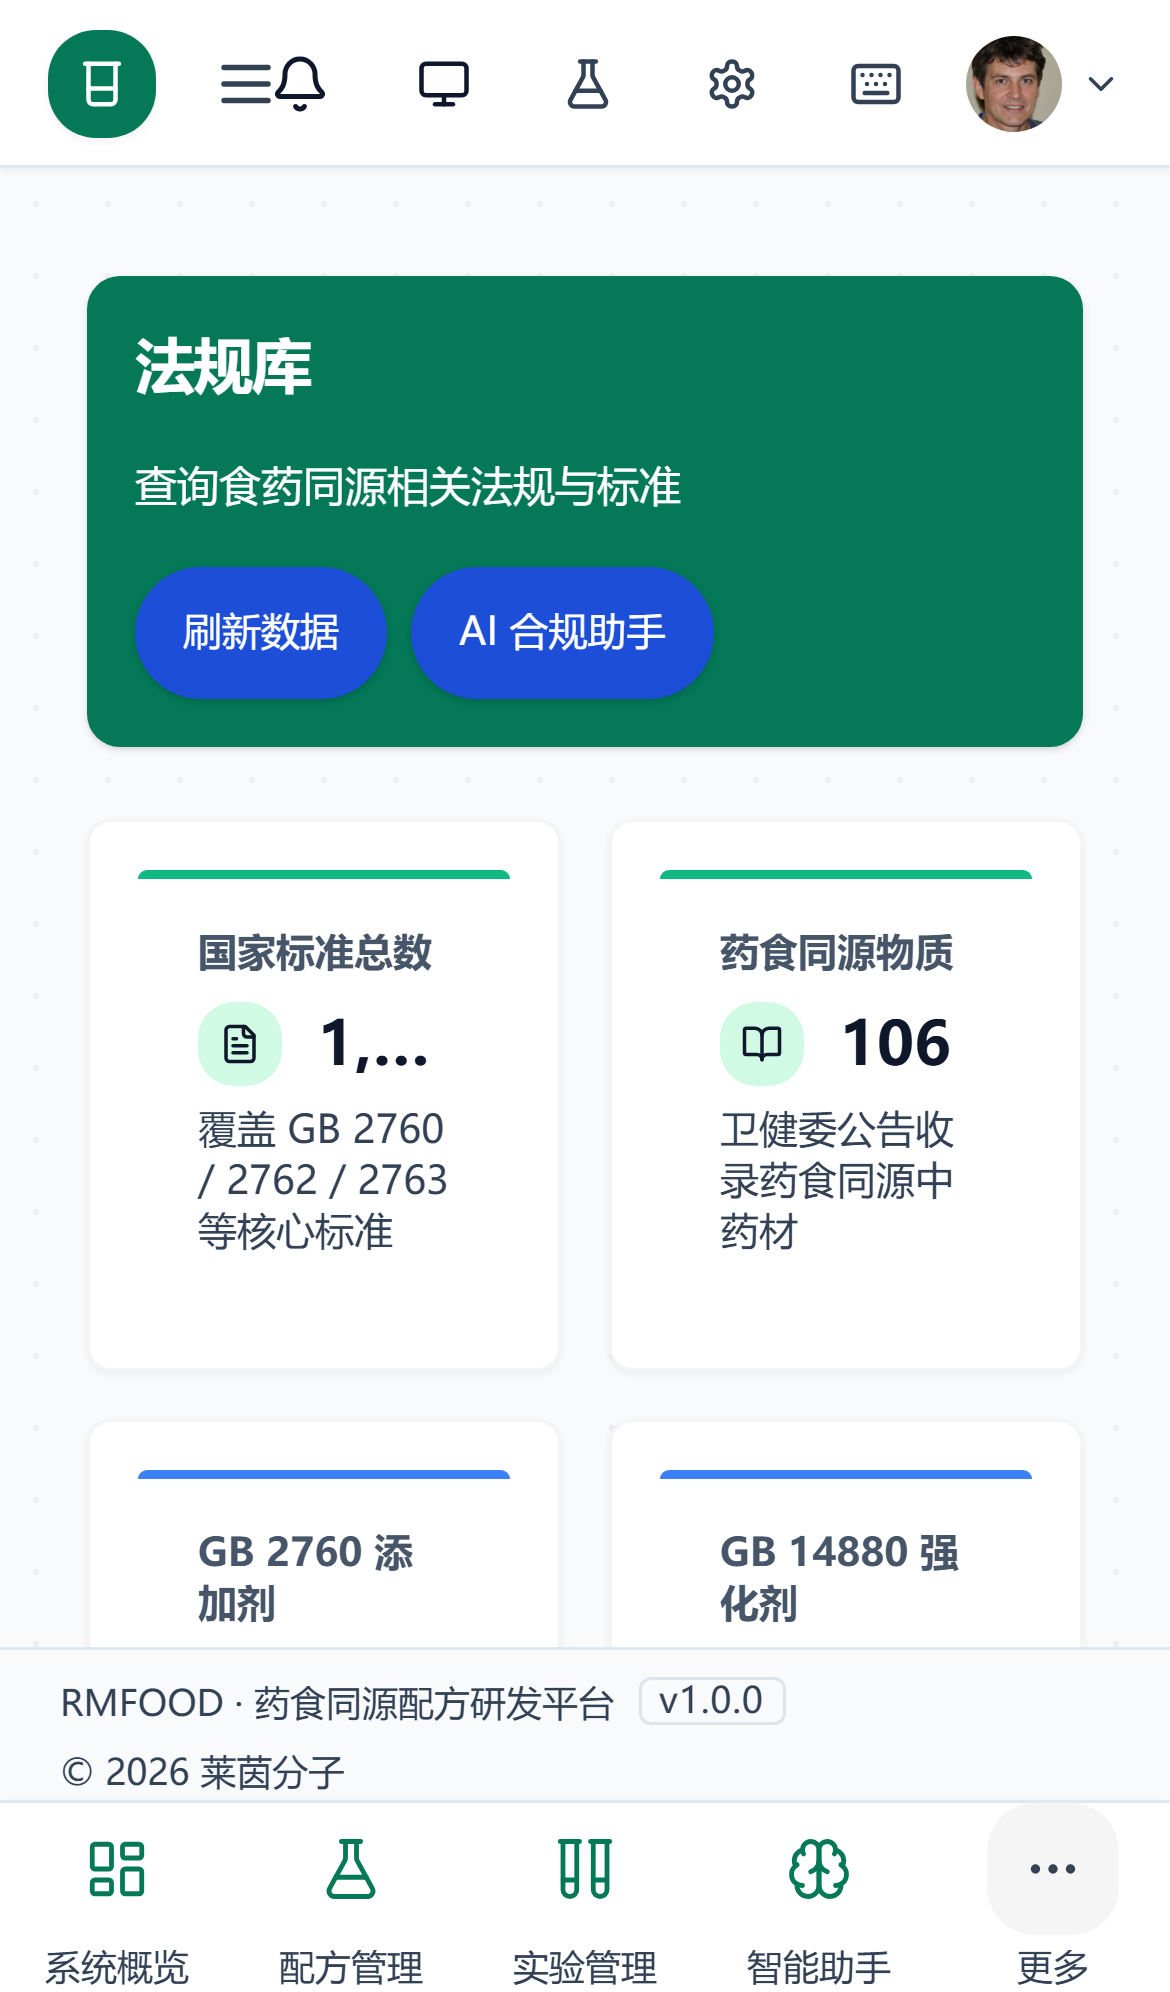 法规库
查询食药同源相关法规与标准
刷新数据
AI 合规助手
国家标准总数
1,...
覆盖 GB 2760
/ 2762 / 2763
等核心标准
药食同源物质
106
卫健委公告收
录药食同源中
药材
GB 2760 添
加剂
GB 14880 强
化剂
RMFOOD · 药食同源配方研发平台 v1.0.0
© 2026 莱茵分子
系统概览
配方管理
实验管理
智能助手
更多